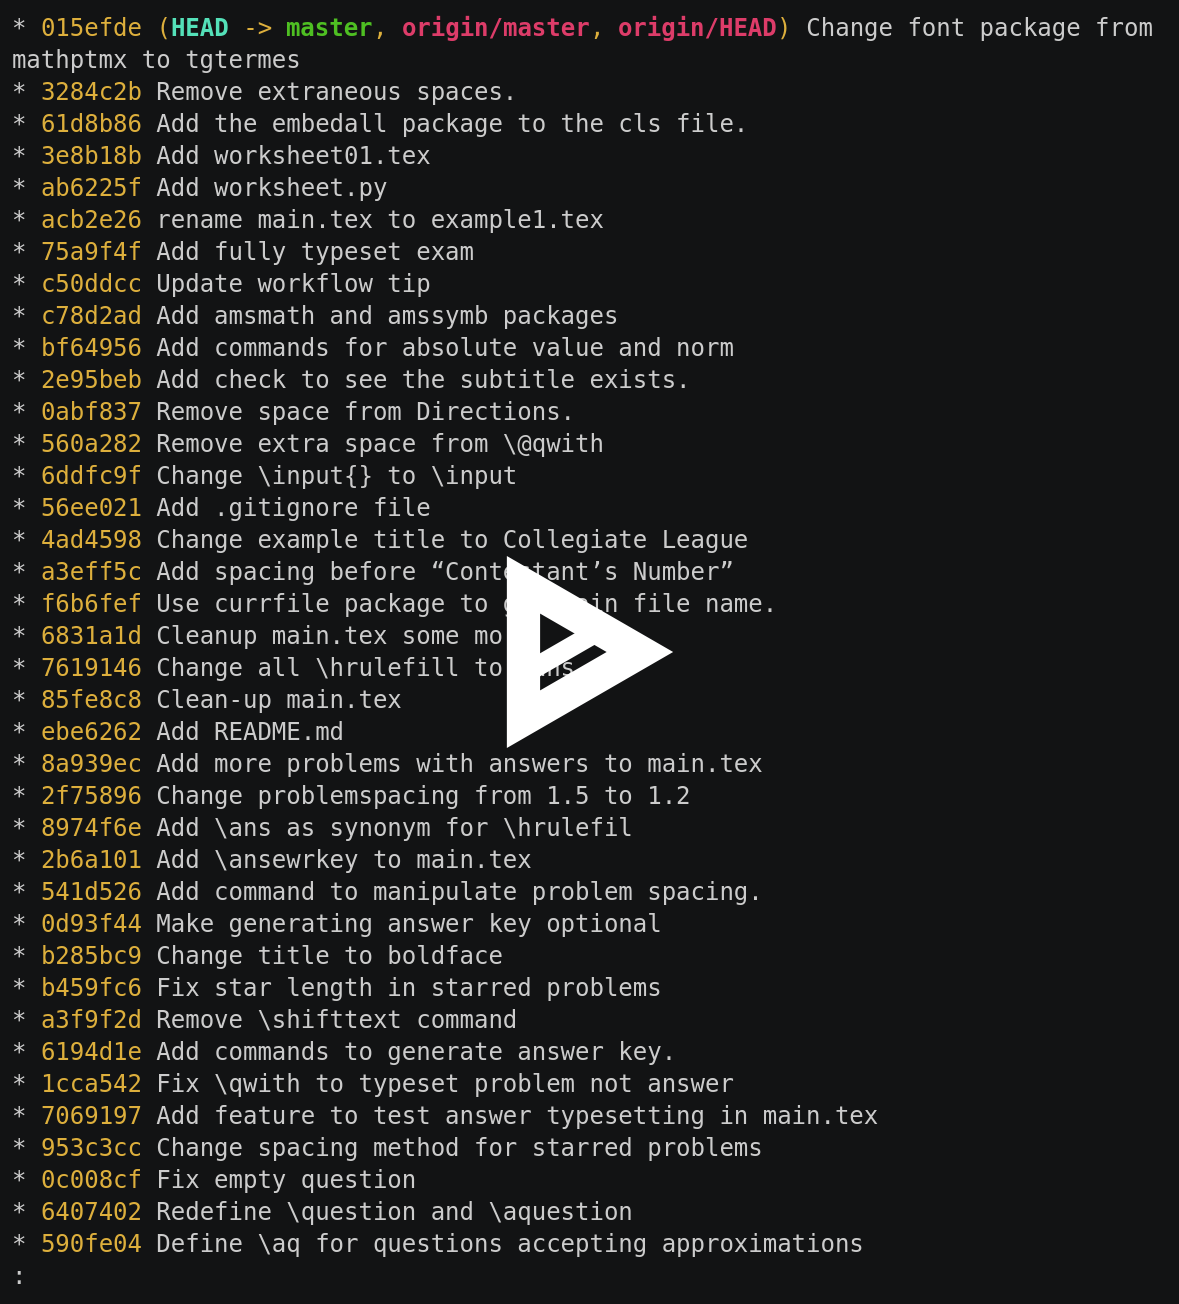 * 015efde (HEAD -> master, origin/master, origin/HEAD) Change font package from
mathptmx to tgtermes
* 3284c2b Remove extraneous spaces.
* 61d8b86 Add the embedall package to the cls file.
* 3e8b18b Add worksheet01.tex
* ab6225f Add worksheet.py
* acb2e26 rename main.tex to example1.tex
* 75a9f4f Add fully typeset exam
* c50ddcc Update workflow tip
* c78d2ad Add amsmath and amssymb packages
* bf64956 Add commands for absolute value and norm
* 2e95beb Add check to see the subtitle exists.
* 0abf837 Remove space from Directions.
* 560a282 Remove extra space from \@qwith
* 6ddfc9f Change \input{} to \input
* 56ee021 Add .gitignore file
* 4ad4598 Change example title to Collegiate League
* a3eff5c Add spacing before “Contestant’s Number”
* f6b6fef Use currfile package to file name.
* 6831a1d Cleanup main.tex some
* 7619146 Change all \hrulefill to
* 85fe8c8 Clean-up main.tex
* ebe6262 Add README.md
* 8a939ec Add more problems with answers to main.tex
* 2f75896 Change problemspacing from 1.5 to 1.2
* 8974f6e Add \ans as synonym for \hrulefil
* 2b6a101 Add \ansewrkey to main.tex
* 541d526 Add command to manipulate problem spacing.
* 0d93f44 Make generating answer key optional
* b285bc9 Change title to boldface
* b459fc6 Fix star length in starred problems
* a3f9f2d Remove \shifttext command
* 6194d1e Add commands to generate answer key.
* 1cca542 Fix \qwith to typeset problem not answer
* 7069197 Add feature to test answer typesetting in main.tex
* 953c3cc Change spacing method for starred problems
* 0c008cf Fix empty question
* 6407402 Redefine \question and \aquestion
* 590fe04 Define \aq for questions accepting approximations
: